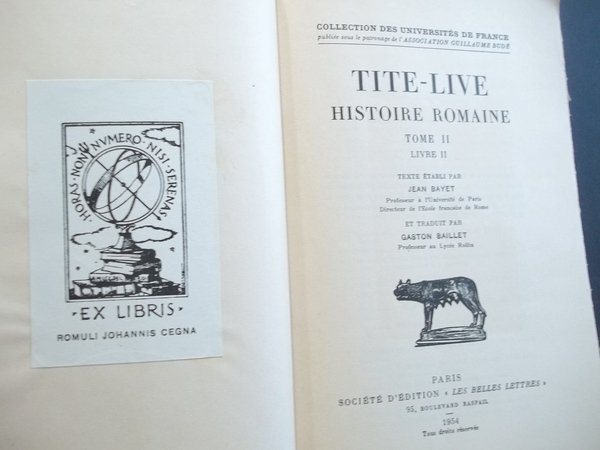 HORAS·NON·NVMERO·NISI·SERENAS
·EX LIBRIS·
ROMULI JOHANNIS CEGNA
COLLECTION DES UNIVERSITÉS DE FRANCE
publiée sous le patronage de l'ASSOCIATION GUILLAUME BUDÉ
TITE-LIVE
HISTOIRE ROMAINE
TOME II
LIVRE II
TEXTE ÉTABLI PAR
JEAN BAYET
Professeur à l'Université de Paris
Directeur de l'École française de Rome
ET TRADUIT PAR
GASTON BAILLET
Professeur au Lycée Rollin
PARIS
SOCIÉTÉ D'ÉDITION « LES BELLES LETTRES »
95, BOULEVARD RASPAIL
1954
Tous droits réservés